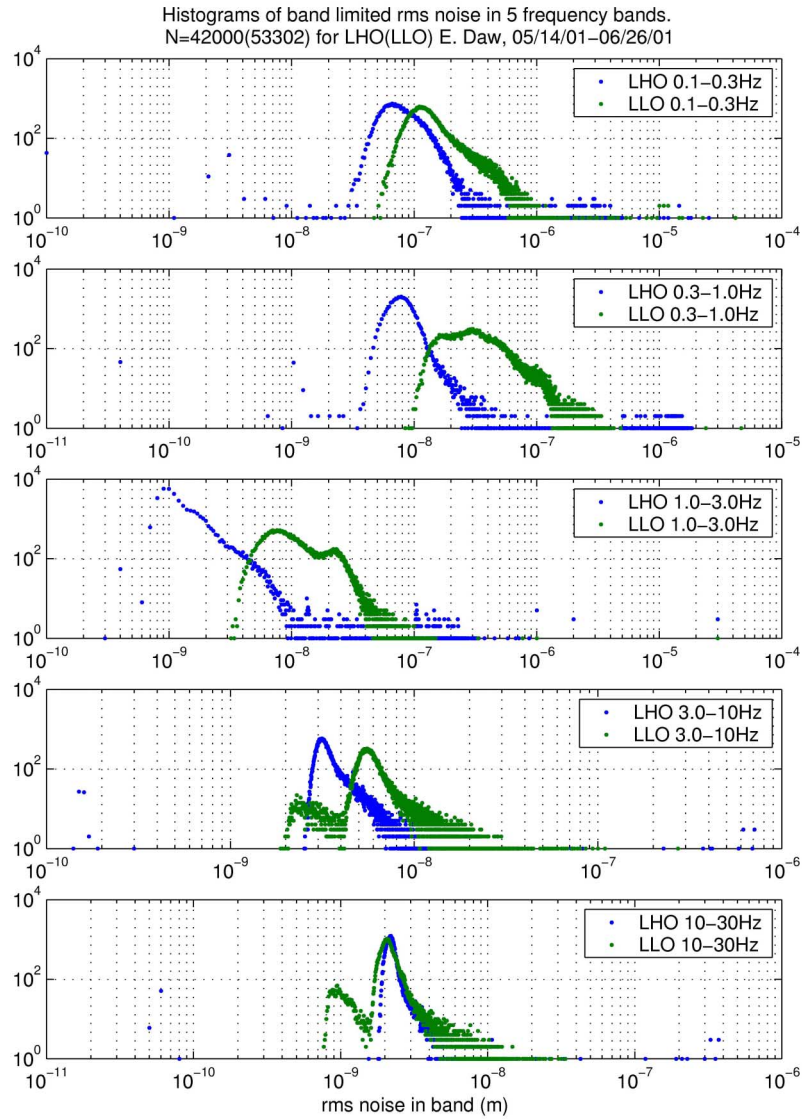 Histograms of band limited rms noise in 5 frequency bands.
N=42000(53302) for LHO(LLO) E. Daw, 05/14/01−06/26/01
10^4
10^2
10^0
LHO 0.1−0.3Hz
LLO 0.1−0.3Hz
10^−10 10^−9 10^−8 10^−7 10^−6 10^−5 10^−4
10^4
10^2
10^0
LHO 0.3−1.0Hz
LLO 0.3−1.0Hz
10^−11 10^−10 10^−9 10^−8 10^−7 10^−6 10^−5
10^4
10^2
10^0
LHO 1.0−3.0Hz
LLO 1.0−3.0Hz
10^−10 10^−9 10^−8 10^−7 10^−6 10^−5 10^−4
10^4
10^2
10^0
LHO 3.0−10Hz
LLO 3.0−10Hz
10^−10 10^−9 10^−8 10^−7 10^−6
10^4
10^2
10^0
LHO 10−30Hz
LLO 10−30Hz
10^−10 10^−9 10^−8 10^−7 10^−6
rms noise in band (m)